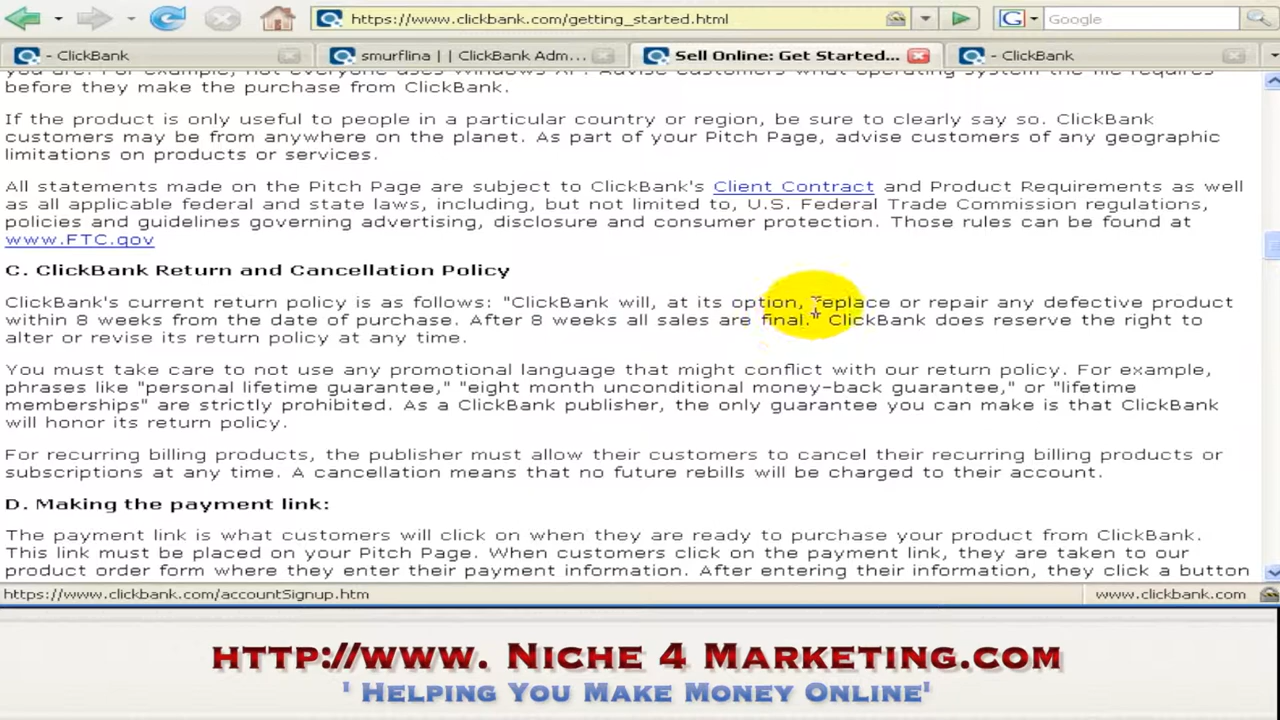 https://www.clickbank.com/getting_started.html
Google
- ClickBank
smurflina | | ClickBank Adm...
Sell Online: Get Started...
- ClickBank
you are. For example, not everyone uses Windows XP. Advise customers what operating system the file requires
before they make the purchase from ClickBank.
If the product is only useful to people in a particular country or region, be sure to clearly say so. ClickBank
customers may be from anywhere on the planet. As part of your Pitch Page, advise customers of any geographic
limitations on products or services.
All statements made on the Pitch Page are subject to ClickBank's Client Contract and Product Requirements as well
as all applicable federal and state laws, including, but not limited to, U.S. Federal Trade Commission regulations,
policies and guidelines governing advertising, disclosure and consumer protection. Those rules can be found at
www.FTC.gov
C. ClickBank Return and Cancellation Policy
ClickBank's current return policy is as follows: "ClickBank will, at its option, replace or repair any defective product
within 8 weeks from the date of purchase. After 8 weeks all sales are final." ClickBank does reserve the right to
alter or revise its return policy at any time.
You must take care to not use any promotional language that might conflict with our return policy. For example,
phrases like "personal lifetime guarantee," "eight month unconditional money-back guarantee," or "lifetime
memberships" are strictly prohibited. As a ClickBank publisher, the only guarantee you can make is that ClickBank
will honor its return policy.
For recurring billing products, the publisher must allow their customers to cancel their recurring billing products or
subscriptions at any time. A cancellation means that no future rebills will be charged to their account.
D. Making the payment link:
The payment link is what customers will click on when they are ready to purchase your product from ClickBank.
This link must be placed on your Pitch Page. When customers click on the payment link, they are taken to our
product order form where they enter their payment information. After entering their information, they click a button
https://www.clickbank.com/accountSignup.htm
www.clickbank.com
HTTP://WWW. NICHE 4 MARKETING.COM
' HELPING YOU MAKE MONEY ONLINE'